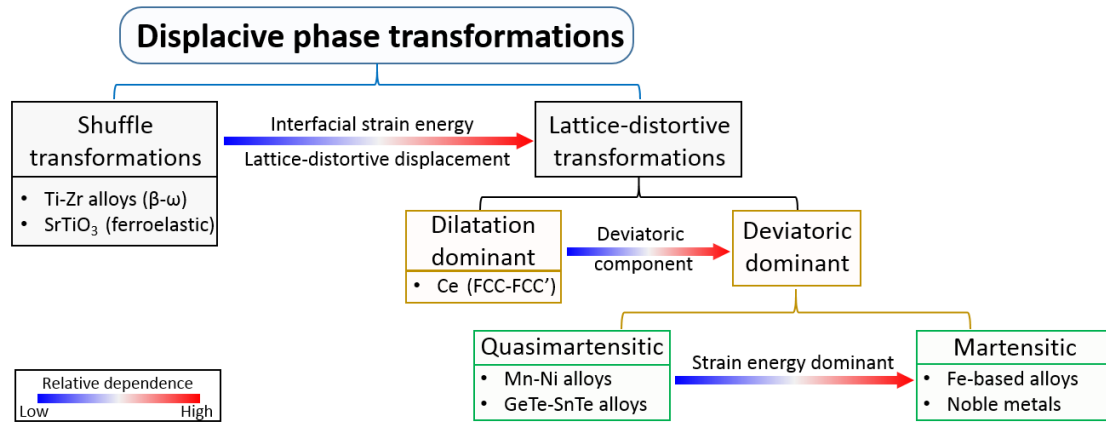 Displacive phase transformations
Shuffle
transformations
Interfacial strain energy
Lattice-distortive displacement
Lattice-distortive
transformations
• Ti-Zr alloys (β-ω)
• SrTiO₃ (ferroelastic)
Dilatation
dominant
• Ce (FCC-FCC’)
Deviatoric
component
Deviatoric
dominant
Quasimartensitic
• Mn-Ni alloys
• GeTe-SnTe alloys
Strain energy dominant
Martensitic
• Fe-based alloys
• Noble metals
Relative dependence
Low High